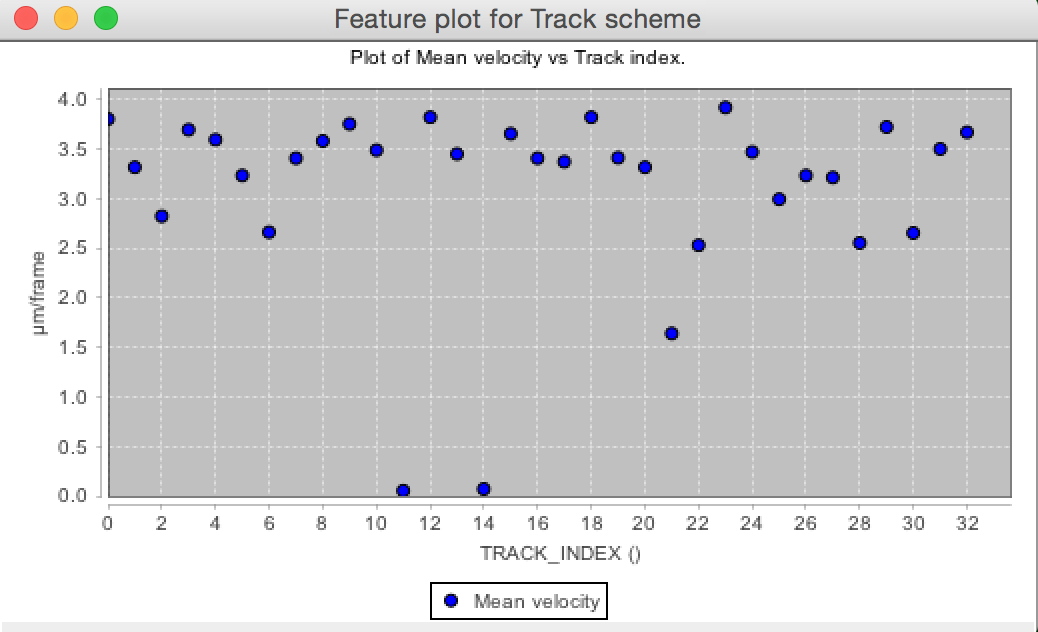 Feature plot for Track scheme
Plot of Mean velocity vs Track index.
4.0
3.5
3.0
2.5
2.0
1.5
1.0
0.5
0.0
µm/frame
0 2 4 6 8 10 12 14 16 18 20 22 24 26 28 30 32
TRACK_INDEX ()
Mean velocity